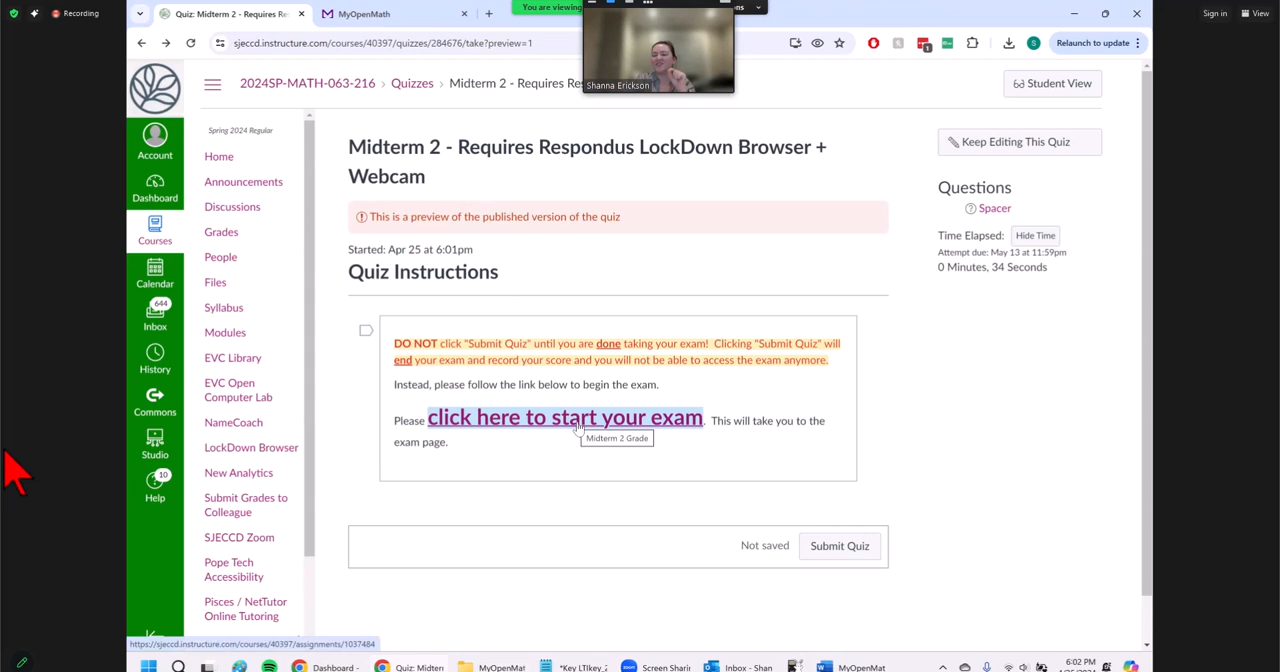 Recording
Quiz: Midterm 2 - Requires Res
MyOpenMath
You are viewing
ons
Sign in
View
sjeccd.instructure.com/courses/40397/quizzes/284676/take?preview=1
1
S
Relaunch to update
Shanna Erickson
2024SP-MATH-063-216 › Quizzes › Midterm 2 - Requires Res
Student View
Account
Dashboard
Courses
Calendar
644
Inbox
History
Commons
Studio
10
Help
Spring 2024 Regular
Home
Announcements
Discussions
Grades
People
Files
Syllabus
Modules
EVC Library
EVC Open
Computer Lab
NameCoach
LockDown Browser
New Analytics
Submit Grades to
Colleague
SJECCD Zoom
Pope Tech
Accessibility
Pisces / NetTutor
Online Tutoring
Midterm 2 - Requires Respondus LockDown Browser +
Webcam
This is a preview of the published version of the quiz
Started: Apr 25 at 6:01pm
Quiz Instructions
DO NOT click "Submit Quiz" until you are done taking your exam! Clicking "Submit Quiz" will
end your exam and record your score and you will not be able to access the exam anymore.
Instead, please follow the link below to begin the exam.
Please click here to start your exam. This will take you to the
exam page.
Midterm 2 Grade
Not saved
Submit Quiz
Keep Editing This Quiz
Questions
Spacer
Time Elapsed:
Hide Time
Attempt due: May 13 at 11:59pm
0 Minutes, 34 Seconds
https://sjeccd.instructure.com/courses/40397/assignments/1037484
Dashboard -
Quiz: Midterm
MyOpenMat
*Key LTIkey_2
Screen Sharin
Inbox - Shan
MyOpenMat
6:02 PM